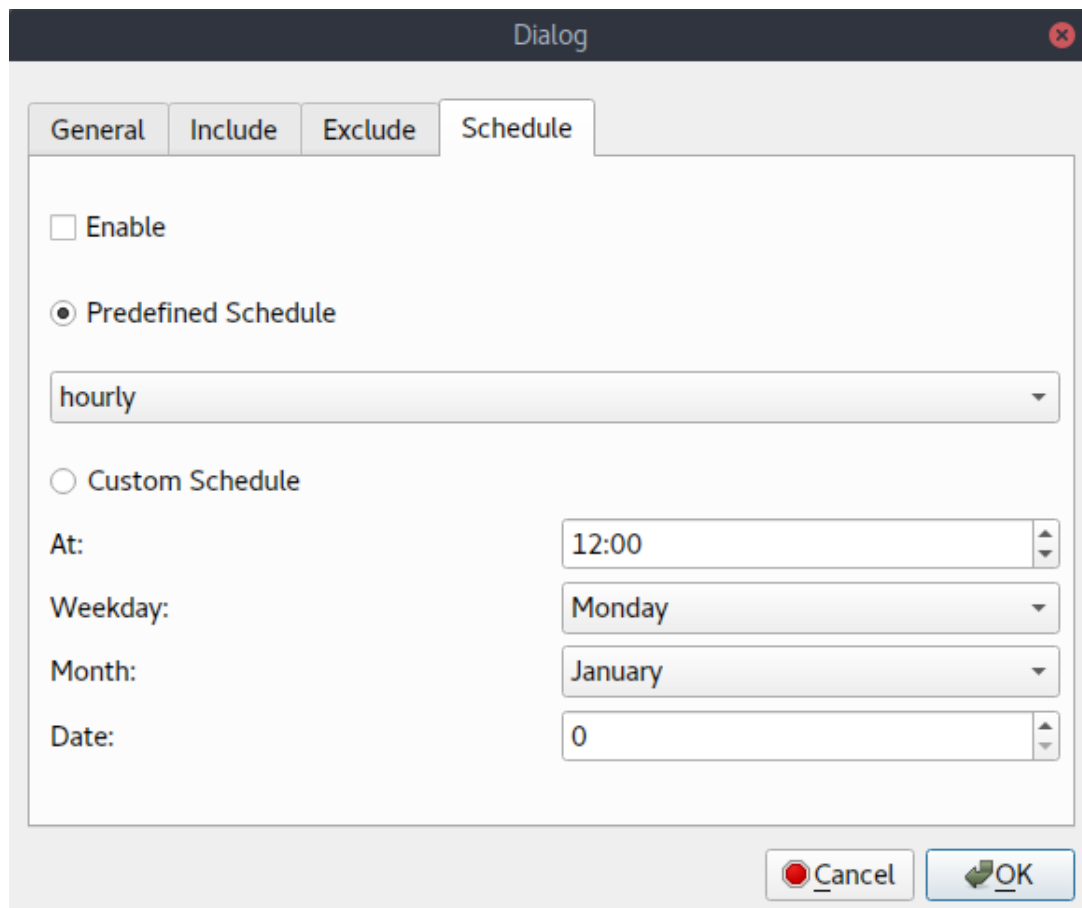 Dialog
General Include Exclude Schedule
Enable
Predefined Schedule
hourly
Custom Schedule
At: 12:00
Weekday: Monday
Month: January
Date: 0
Cancel OK